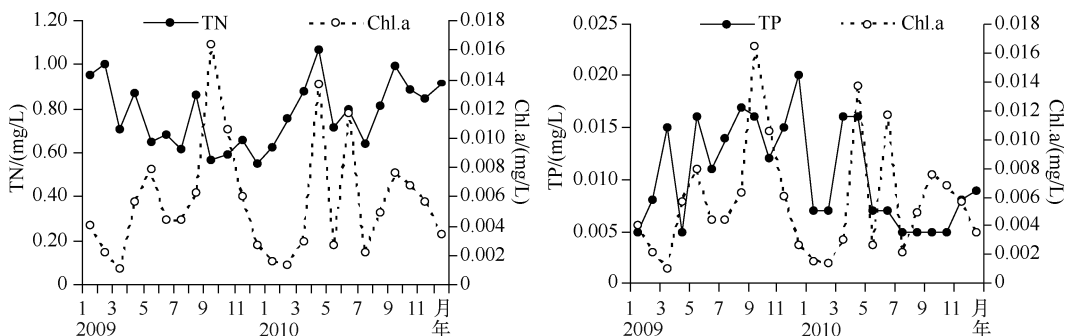 TN
Chl.a
TN/(mg/L)
1.00
0.80
0.60
0.40
0.20
0
0.018
0.016
0.014
0.012
0.010
0.008
0.006
0.004
0.002
0
Chl.a/(mg/L)
1 3 5 7 9 11 1 3 5 7 9 11 月
2009 2010 年
TP
Chl.a
TP/(mg/L)
0.025
0.020
0.015
0.010
0.005
0
0.018
0.016
0.014
0.012
0.010
0.008
0.006
0.004
0.002
0
Chl.a/(mg/L)
1 3 5 7 9 11 1 3 5 7 9 11 月
2009 2010 年